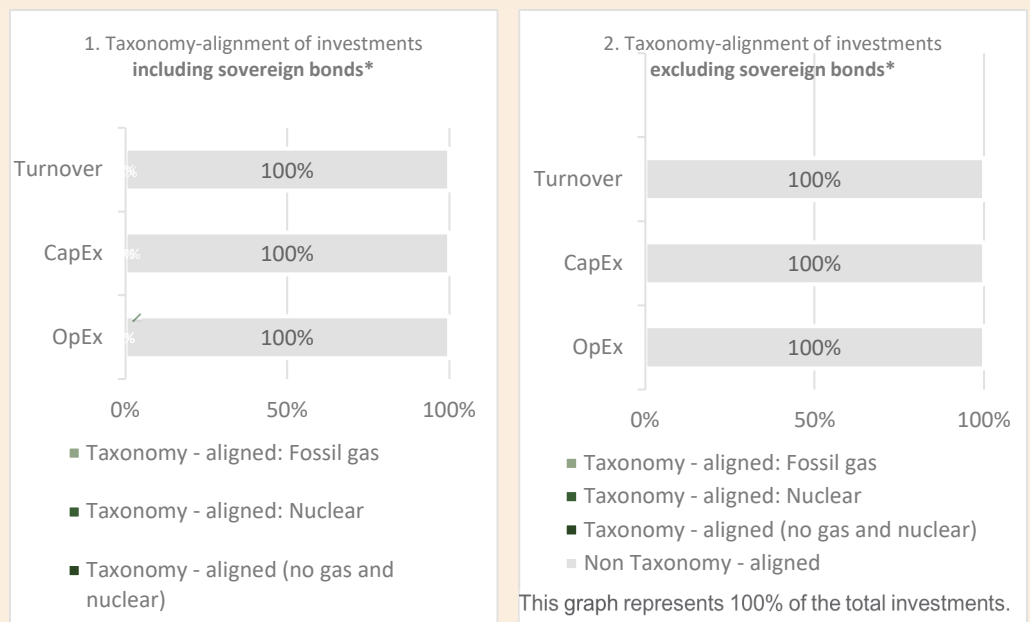 1. Taxonomy-alignment of investments
including sovereign bonds*
Turnover
100%
CapEx
100%
OpEx
100%
0%
50%
100%
Taxonomy - aligned: Fossil gas
Taxonomy - aligned: Nuclear
Taxonomy - aligned (no gas and
nuclear)
2. Taxonomy-alignment of investments
excluding sovereign bonds*
Turnover
100%
CapEx
100%
OpEx
100%
0%
50%
100%
Taxonomy - aligned: Fossil gas
Taxonomy - aligned: Nuclear
Taxonomy - aligned (no gas and nuclear)
Non Taxonomy - aligned
This graph represents 100% of the total investments.